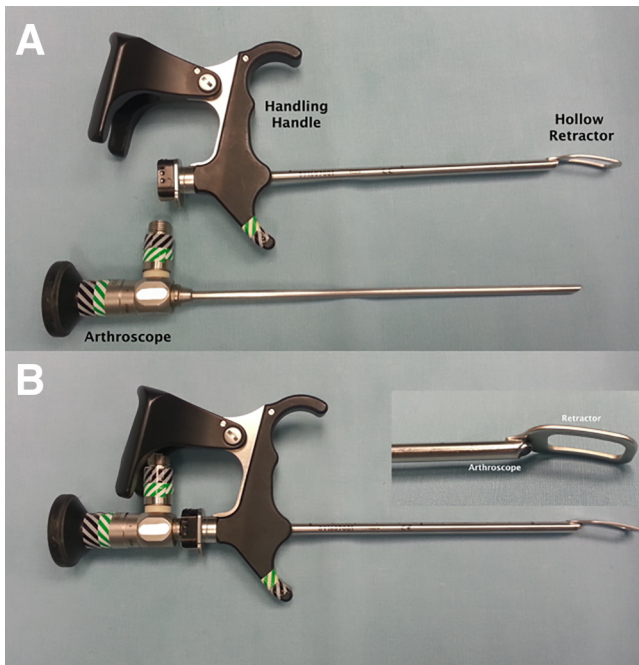 A
Handling
Handle
Hollow
Retractor
Arthroscope
B
Retractor
Arthroscope